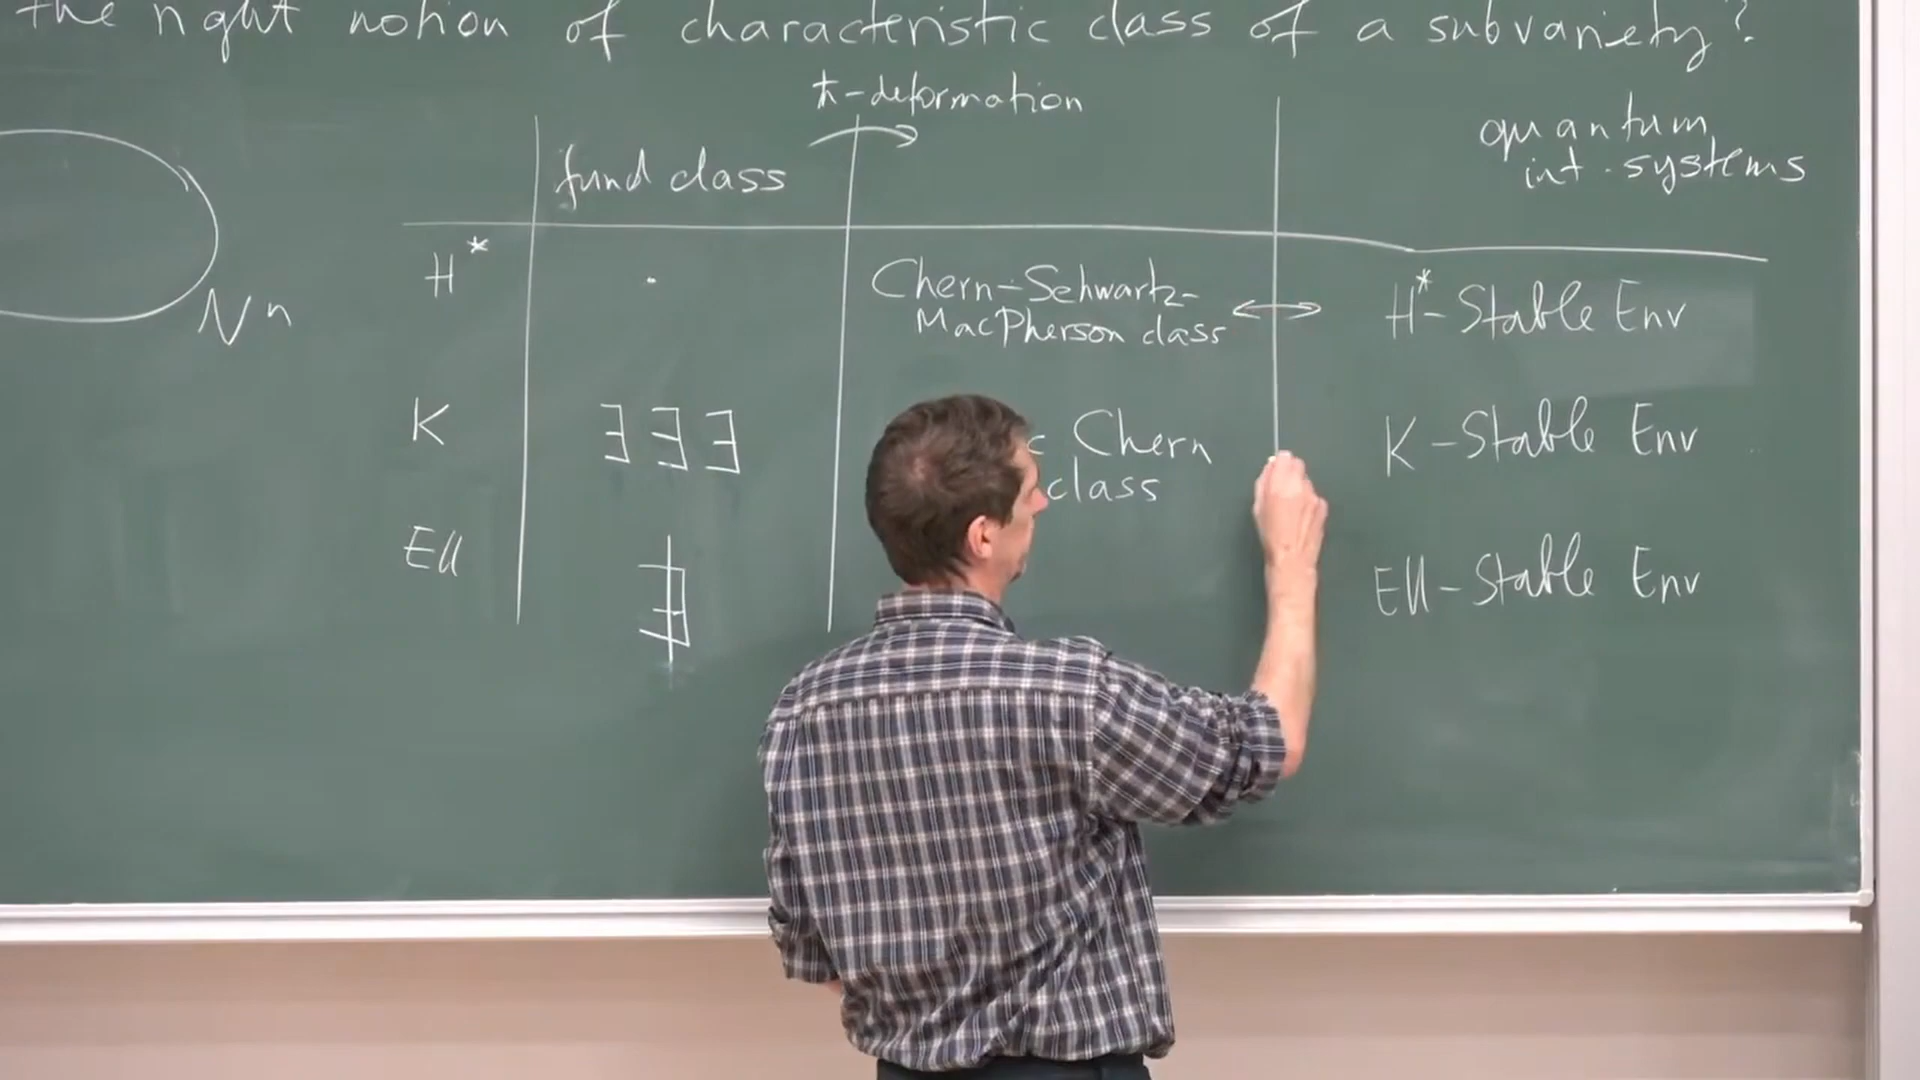 the right notion of characteristic class of a subvariety?
ħ-deformation
quantum
int. systems
fund class
H*
Chern-Schwartz-
MacPherson class
↔
H*-Stable Env
N n
K
∃ ∃ ∃
c Chern
class
K-Stable Env
Ell
∄
Ell-Stable Env